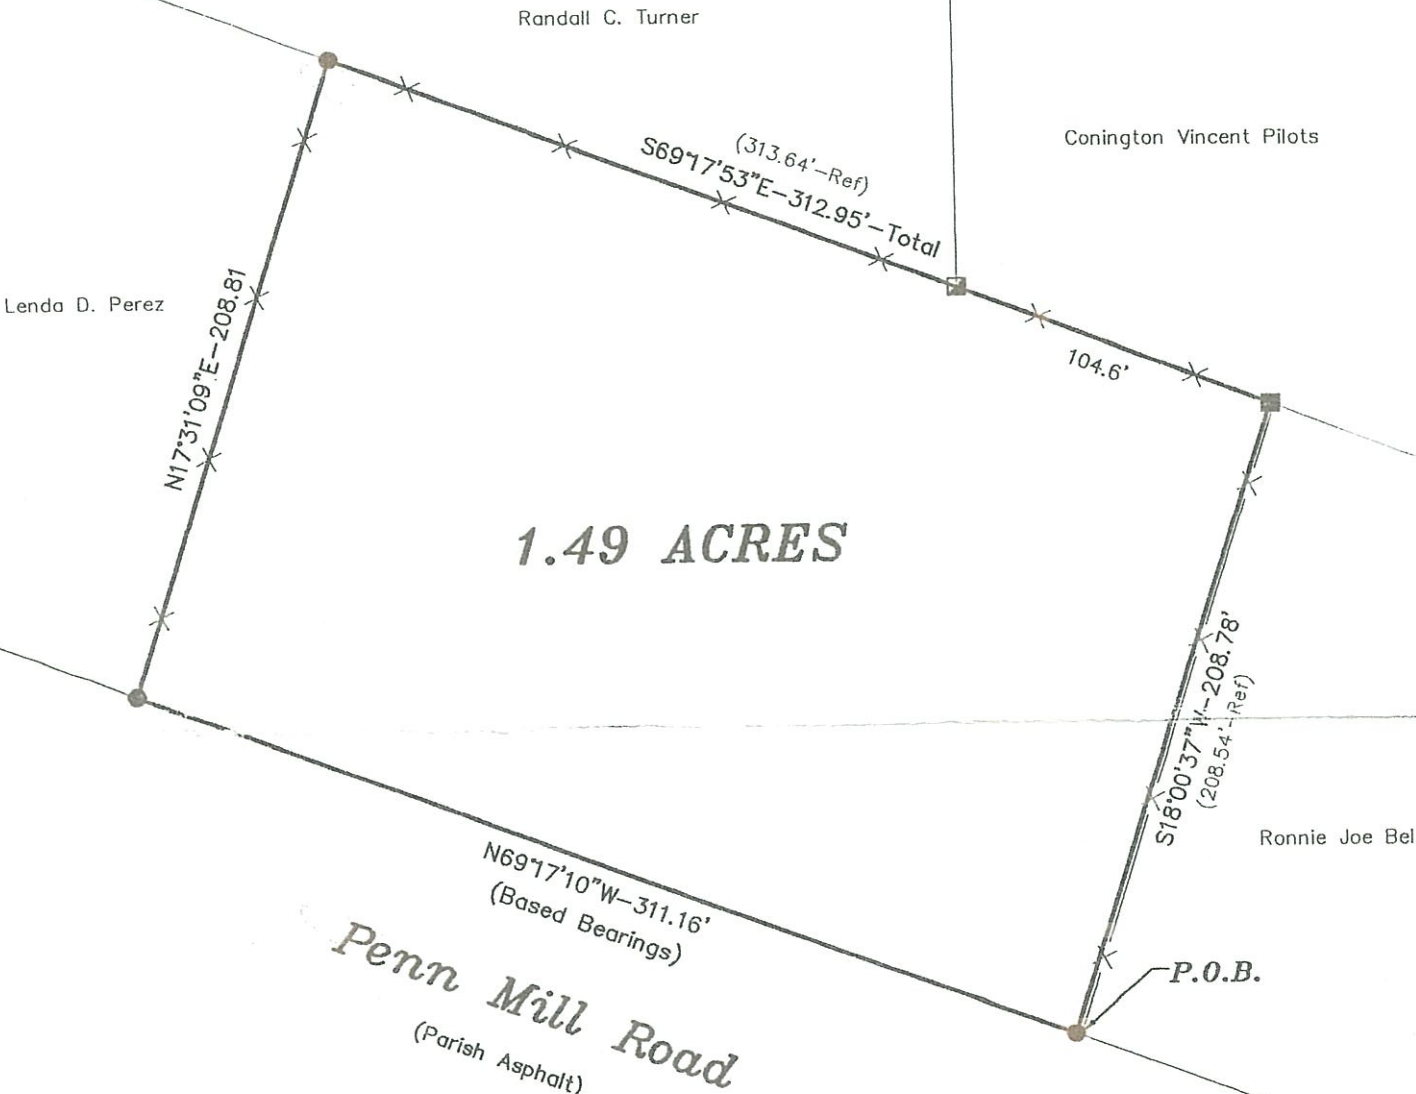 Randall C. Turner
Conington Vincent Pilots
(313.64'-Ref)
S69°17'53"E-312.95'-Total
104.6'
Lenda D. Perez
N17°31'09"E-208.81
1.49 ACRES
S18°00'37"W-208.78'
(208.54'-Ref)
Ronnie Joe Bel
N69°17'10"W-311.16'
(Based Bearings)
P.O.B.
Penn Mill Road
(Parish Asphalt)